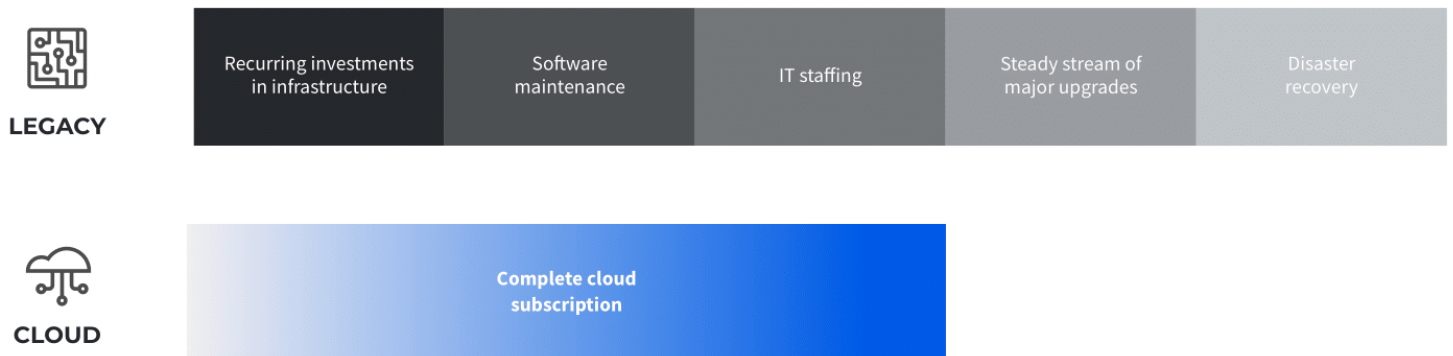 LEGACY
Recurring investments
in infrastructure
Software
maintenance
IT staffing
Steady stream of
major upgrades
Disaster
recovery
CLOUD
Complete cloud
subscription